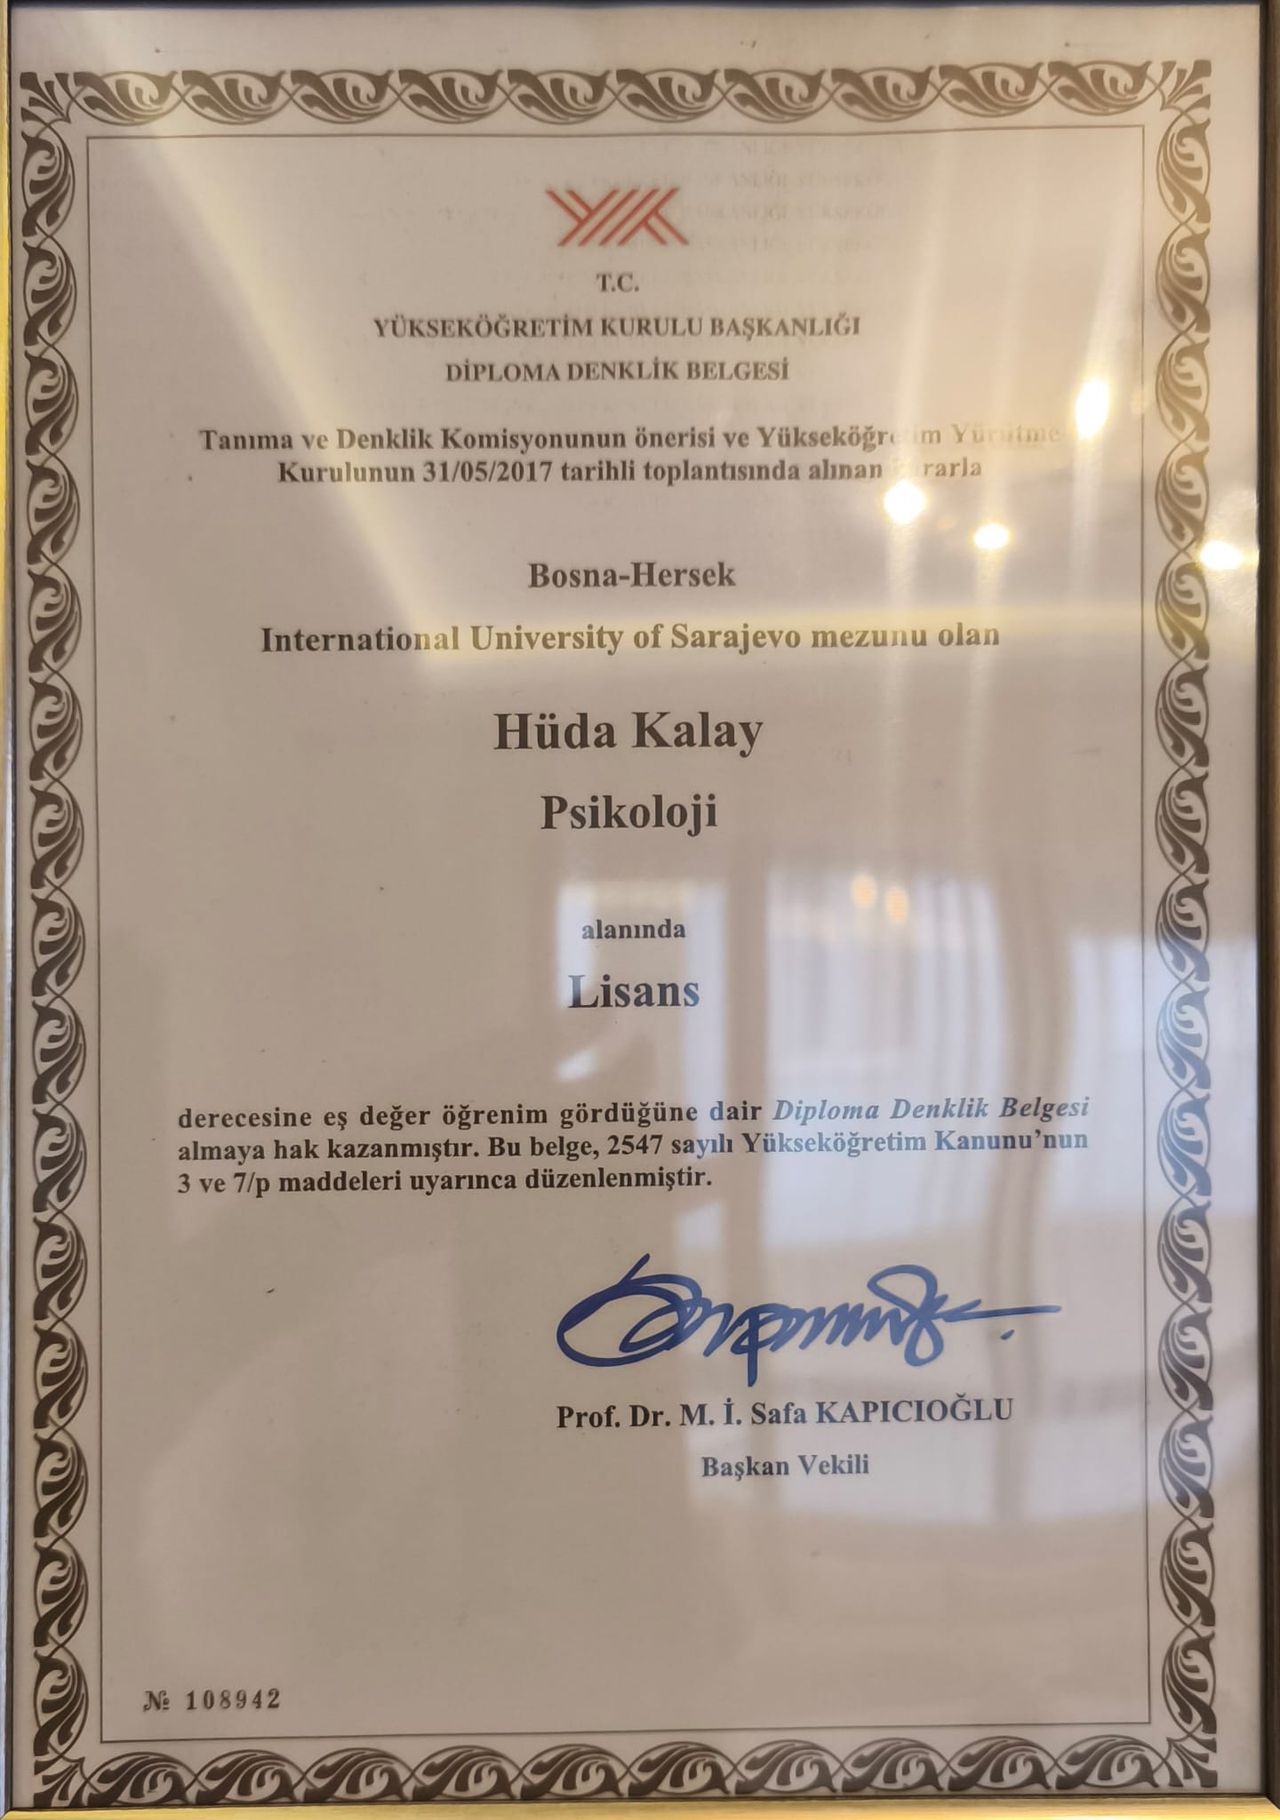 YÖK
T.C.
YÜKSEKÖĞRETİM KURULU BAŞKANLIĞI
DİPLOMA DENKLİK BELGESİ
Tanıma ve Denklik Komisyonunun önerisi ve Yükseköğretim Yürütme
Kurulunun 31/05/2017 tarihli toplantısında alınan kararla
Bosna-Hersek
International University of Sarajevo mezunu olan
Hüda Kalay
Psikoloji
alanında
Lisans
derecesine eş değer öğrenim gördüğüne dair Diploma Denklik Belgesi
almaya hak kazanmıştır. Bu belge, 2547 sayılı Yükseköğretim Kanunu'nun
3 ve 7/p maddeleri uyarınca düzenlenmiştir.
Prof. Dr. M. İ. Safa KAPICIOĞLU
Başkan Vekili
№ 108942